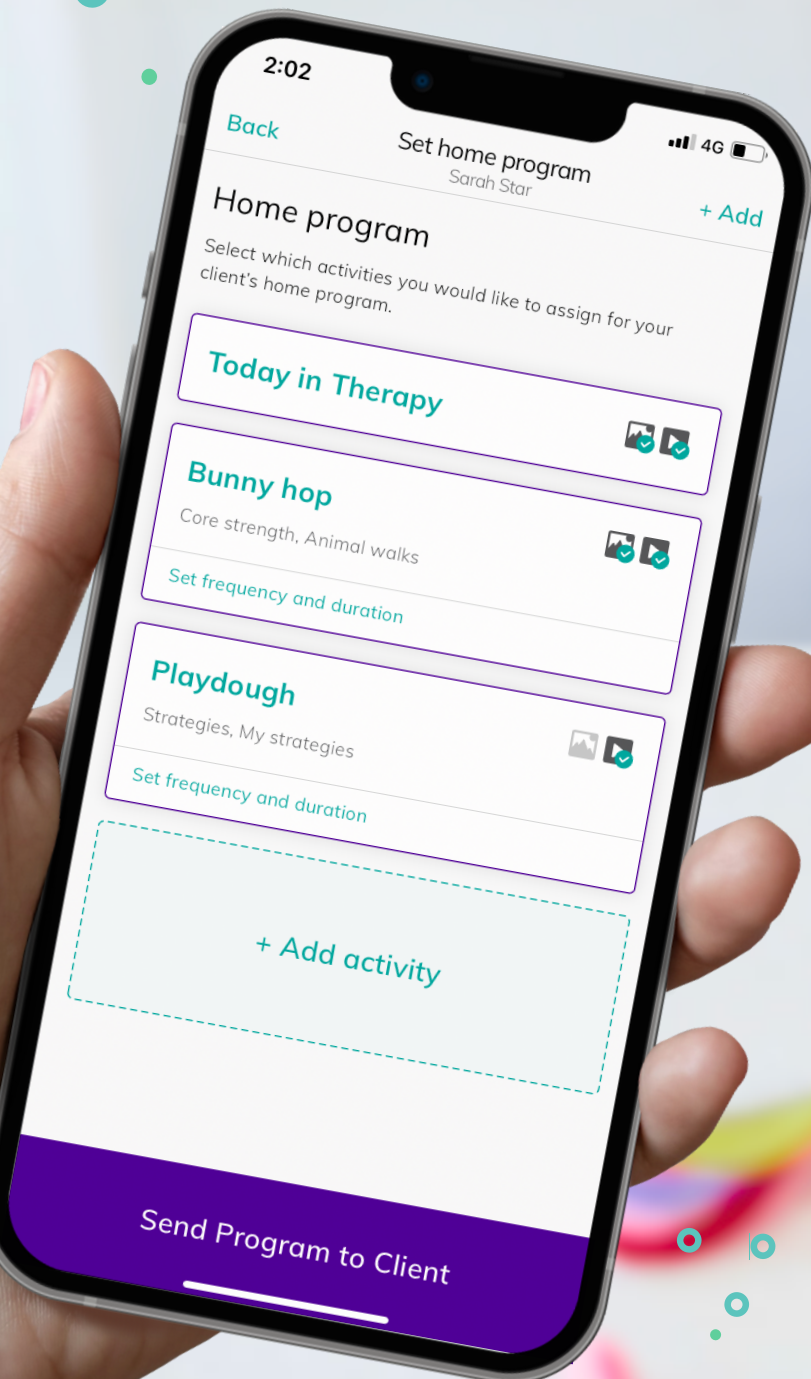 2:02
4G
Back
Set home program
Sarah Star
+ Add
Home program
Select which activities you would like to assign for your
client's home program.
Today in Therapy
Bunny hop
Core strength, Animal walks
Set frequency and duration
Playdough
Strategies, My strategies
Set frequency and duration
+ Add activity
Send Program to Client